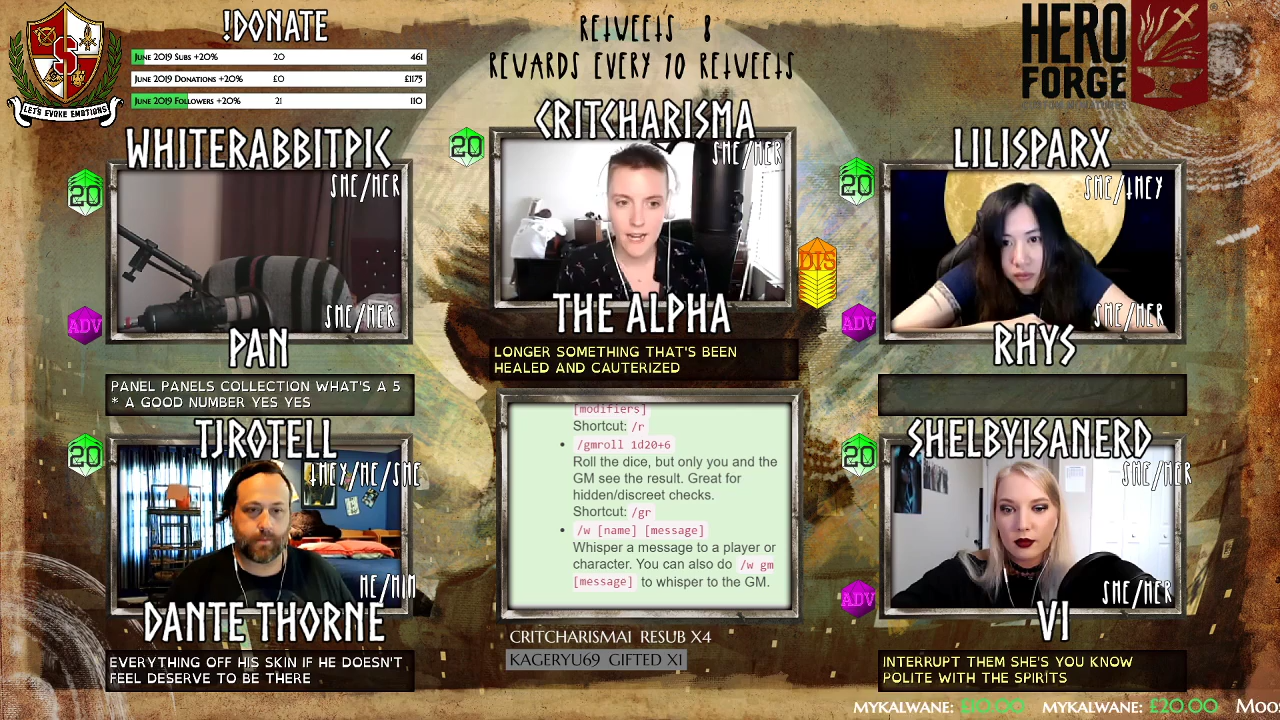 !DONATE
JUNE 2019 SUBS +20% 20 461
JUNE 2019 DONATIONS +20% £0 £1175
JUNE 2019 FOLLOWERS +20% 21 110
LET'S EVOKE EMOTIONS
RETWEETS 8
REWARDS EVERY 10 RETWEETS
HERO
FORGE
®
CUSTOM MINIATURES
WHITERABBITPIC
SHE/HER
20
SHE/HER
ADV
PAN
PANEL PANELS COLLECTION WHAT'S A 5
* A GOOD NUMBER YES YES
CRITCHARISMA
SHE/HER
20
DTS
THE ALPHA
LONGER SOMETHING THAT'S BEEN
HEALED AND CAUTERIZED
LILISPARX
SHE/THEY
20
SHE/HER
ADV
RHYS
TJROTELL
THEY/HE/SHE
20
HE/HIM
DANTE THORNE
EVERYTHING OFF HIS SKIN IF HE DOESN'T
FEEL DESERVE TO BE THERE
[modifiers]
Shortcut: /r
• /gmroll 1d20+6
Roll the dice, but only you and the
GM see the result. Great for
hidden/discreet checks.
Shortcut: /gr
• /w [name] [message]
Whisper a message to a player or
character. You can also do /w gm
[message] to whisper to the GM.
CRITCHARISMA1 RESUB X4
KAGERYU69 GIFTED X1
SHELBYISANERD
SHE/HER
20
SHE/HER
ADV
VI
INTERRUPT THEM SHE'S YOU KNOW
POLITE WITH THE SPIRITS
MYKALWANE: £10.00 MYKALWANE: £20.00 Moos